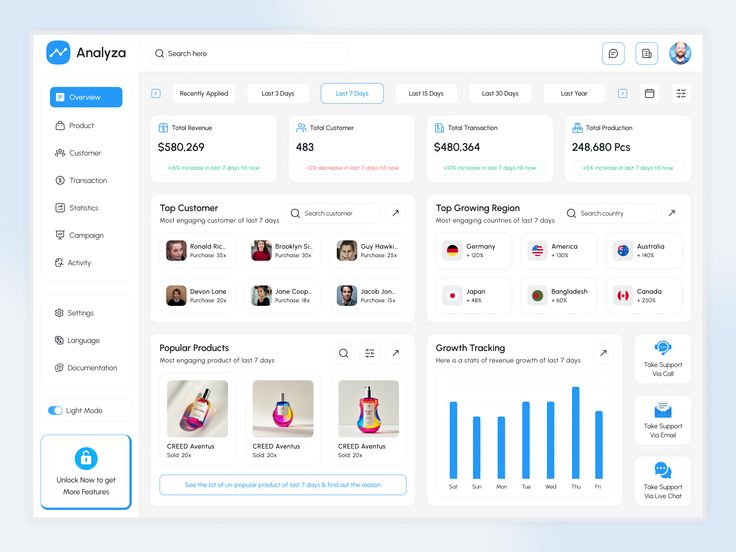 Analyza
Search here
Overview
Product
Customer
Transaction
Statistics
Campaign
Activity
Settings
Language
Documentation
Light Mode
Unlock Now to get
More Features
Recently Applied
Last 3 Days
Last 7 Days
Last 15 Days
Last 30 Days
Last Year
Total Revenue
$580,269
+16% increase in last 7 days till now
Total Customer
483
-10% decrease in last 7 days till now
Total Transaction
$480,364
+10% increase in last 7 days till now
Total Production
248,680 Pcs
+5% increase in last 7 days till now
Top Customer
Most engaging customer of last 7 days
Search customer
Ronald Ric...
Purchase: 35x
Brooklyn Si...
Purchase: 30x
Guy Hawki...
Purchase: 25x
Devon Lane
Purchase: 20x
Jane Coop...
Purchase: 18x
Jacob Jon...
Purchase: 15x
Top Growing Region
Most engaging countries of last 7 days
Search country
Germany
+ 120%
America
+ 130%
Australia
+ 140%
Japan
+ 48%
Bangladesh
+ 60%
Canada
+ 250%
Popular Products
Most engaging product of last 7 days
CREED Aventus
Sold: 20x
CREED Aventus
Sold: 20x
CREED Aventus
Sold: 20x
See the list of un-popular product of last 7 days & find out the reason
Growth Tracking
Here is a stats of revenue growth of last 7 days
Sat Sun Mon Tue Wed Thu Fri
Take Support
Via Call
Take Support
Via Email
Take Support
Via Live Chat